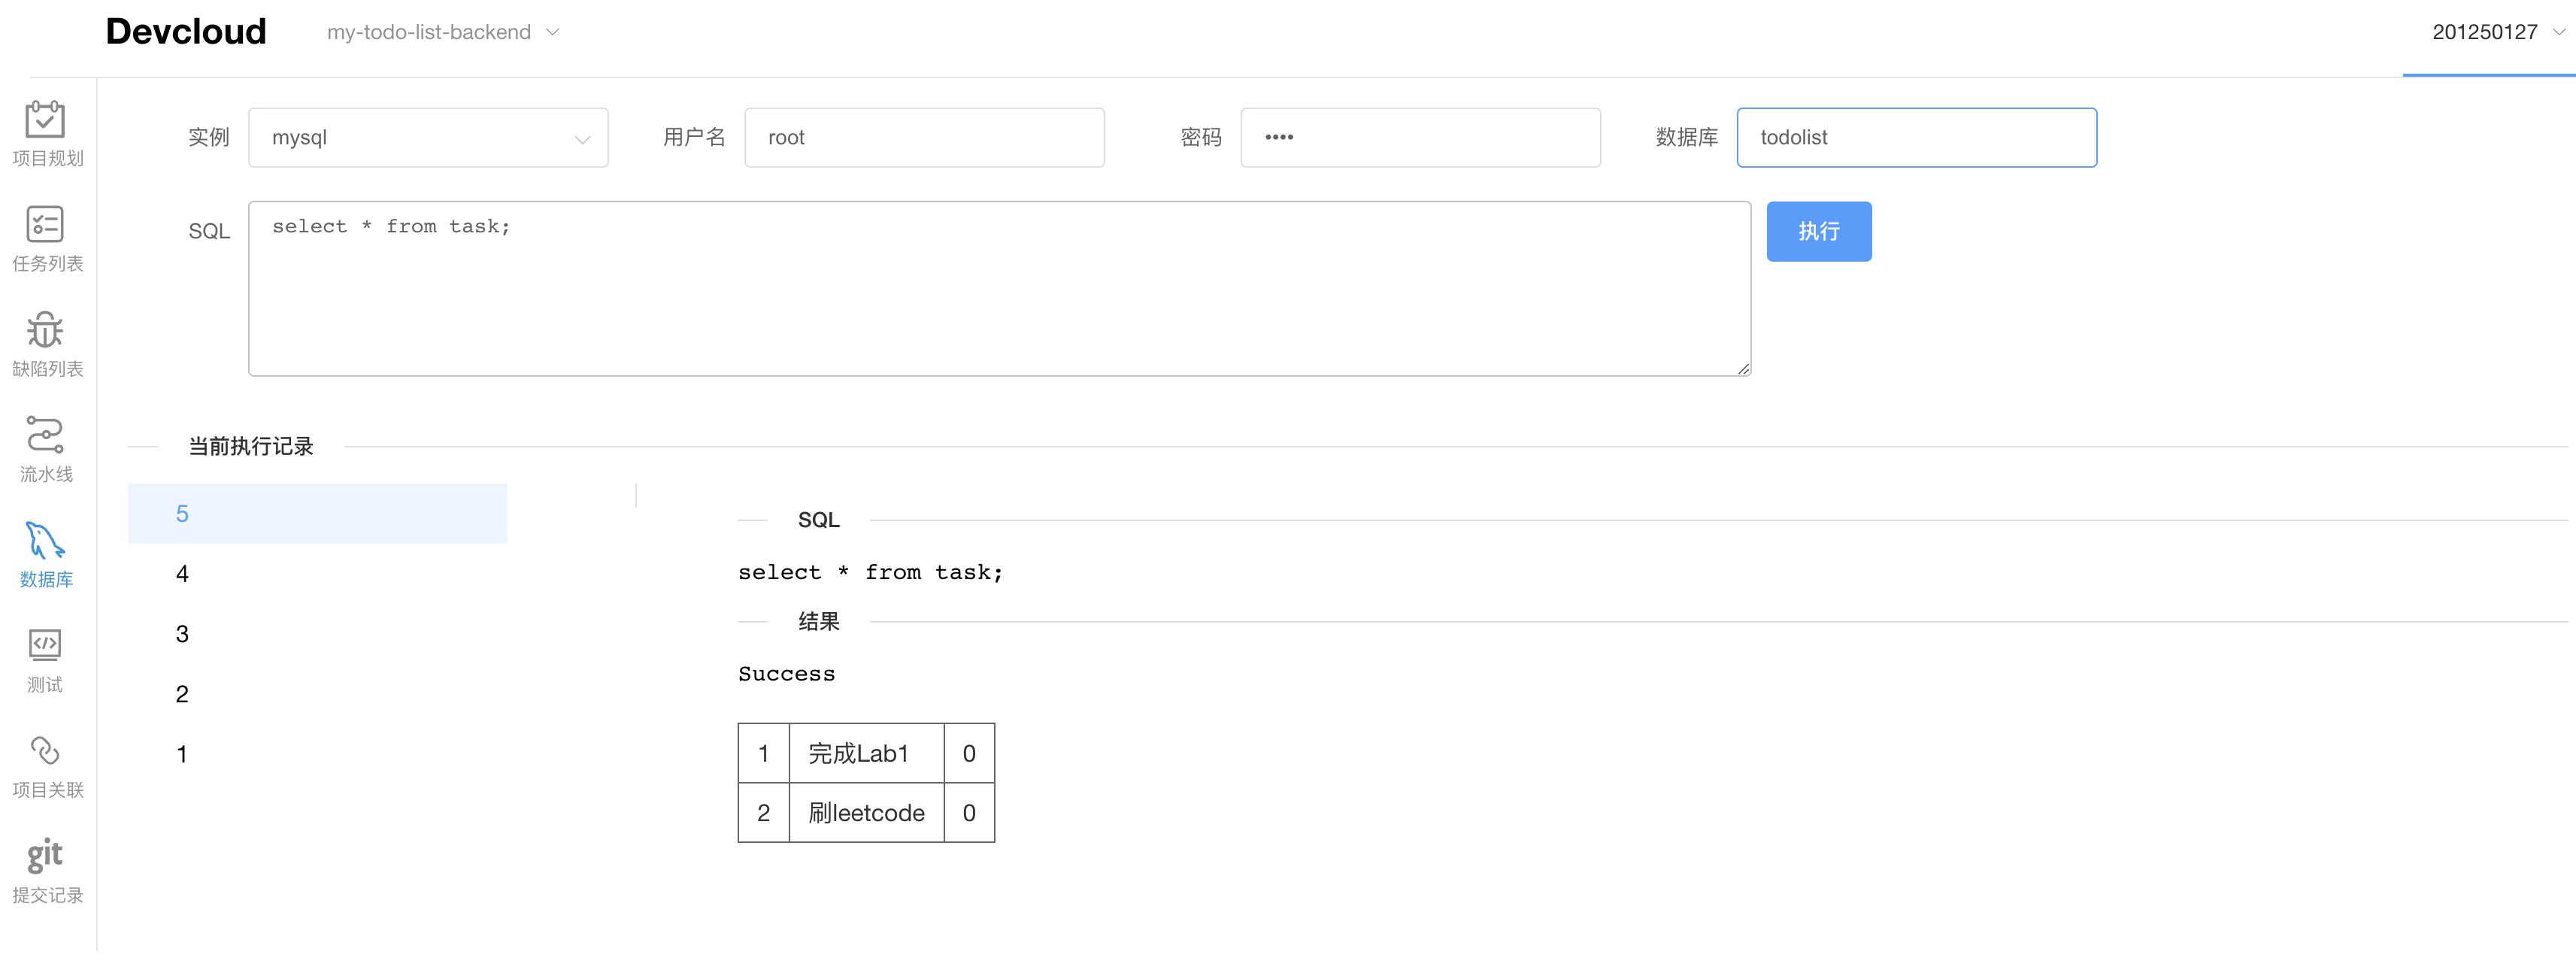 Devcloud my-todo-list-backend 201250127
项目规划
任务列表
缺陷列表
流水线
数据库
测试
项目关联
git
提交记录
实例 mysql 用户名 root 密码 •••• 数据库 todolist
SQL select * from task; 执行
当前执行记录
5
4
3
2
1
SQL
select * from task;
结果
Success
1 完成Lab1 0
2 刷leetcode 0